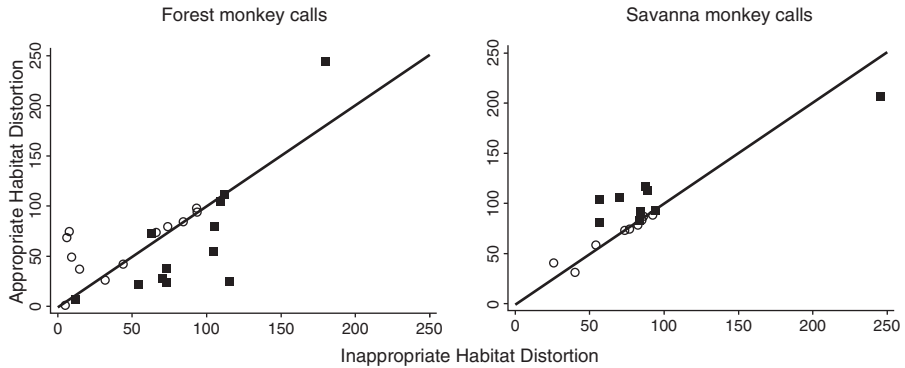 Forest monkey calls
Savanna monkey calls
Appropriate Habitat Distortion
0 50 100 150 200 250
0 50 100 150 200 250
0 50 100 150 200 250
0 50 100 150 200 250
Inappropriate Habitat Distortion